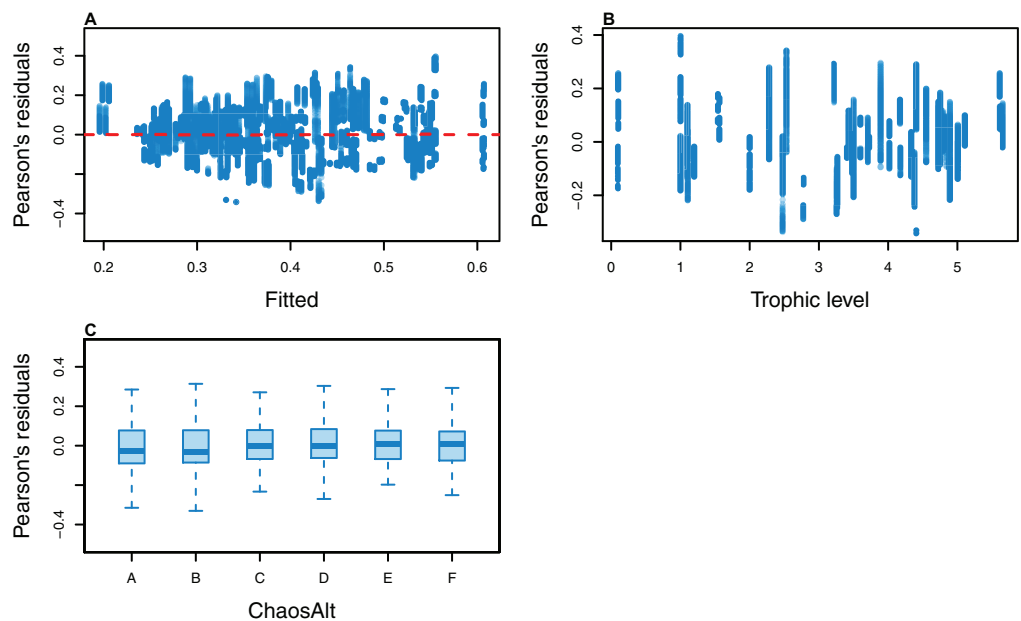 A
Pearson's residuals
0.4
0.2
0.0
−0.4
0.2 0.3 0.4 0.5 0.6
Fitted
B
Pearson's residuals
0.4
0.2
0.0
−0.2
0 1 2 3 4 5
Trophic level
C
Pearson's residuals
0.4
0.2
0.0
−0.4
A B C D E F
ChaosAlt